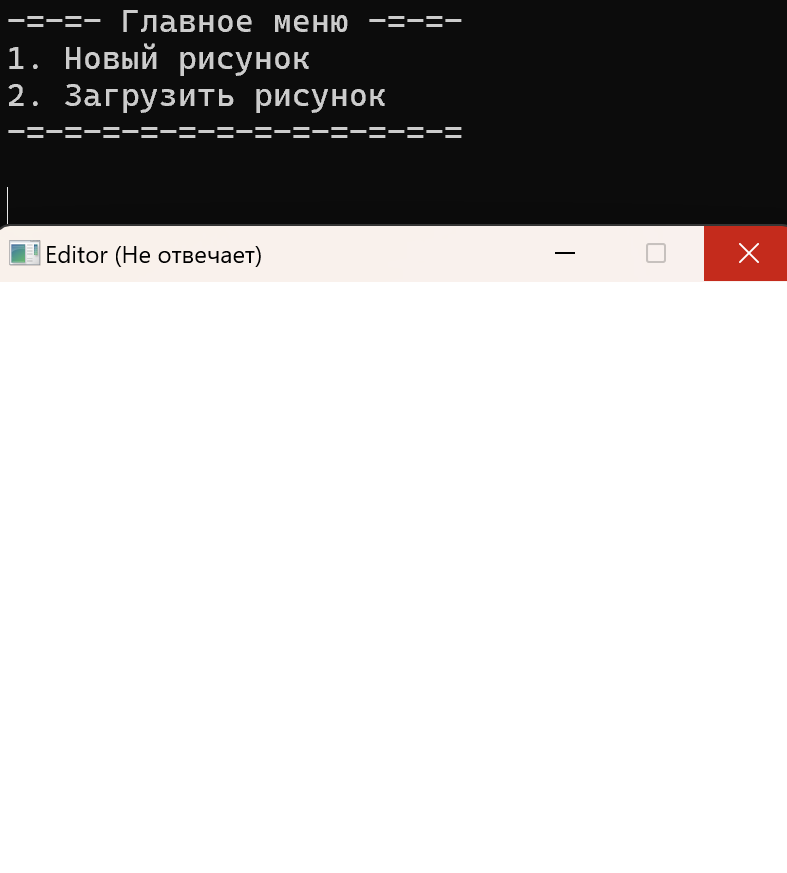 -=-=- Главное меню -=-=-
1. Новый рисунок
2. Загрузить рисунок
-=-=-=-=-=-=-=-=-=-=-=-=
Editor (Не отвечает)